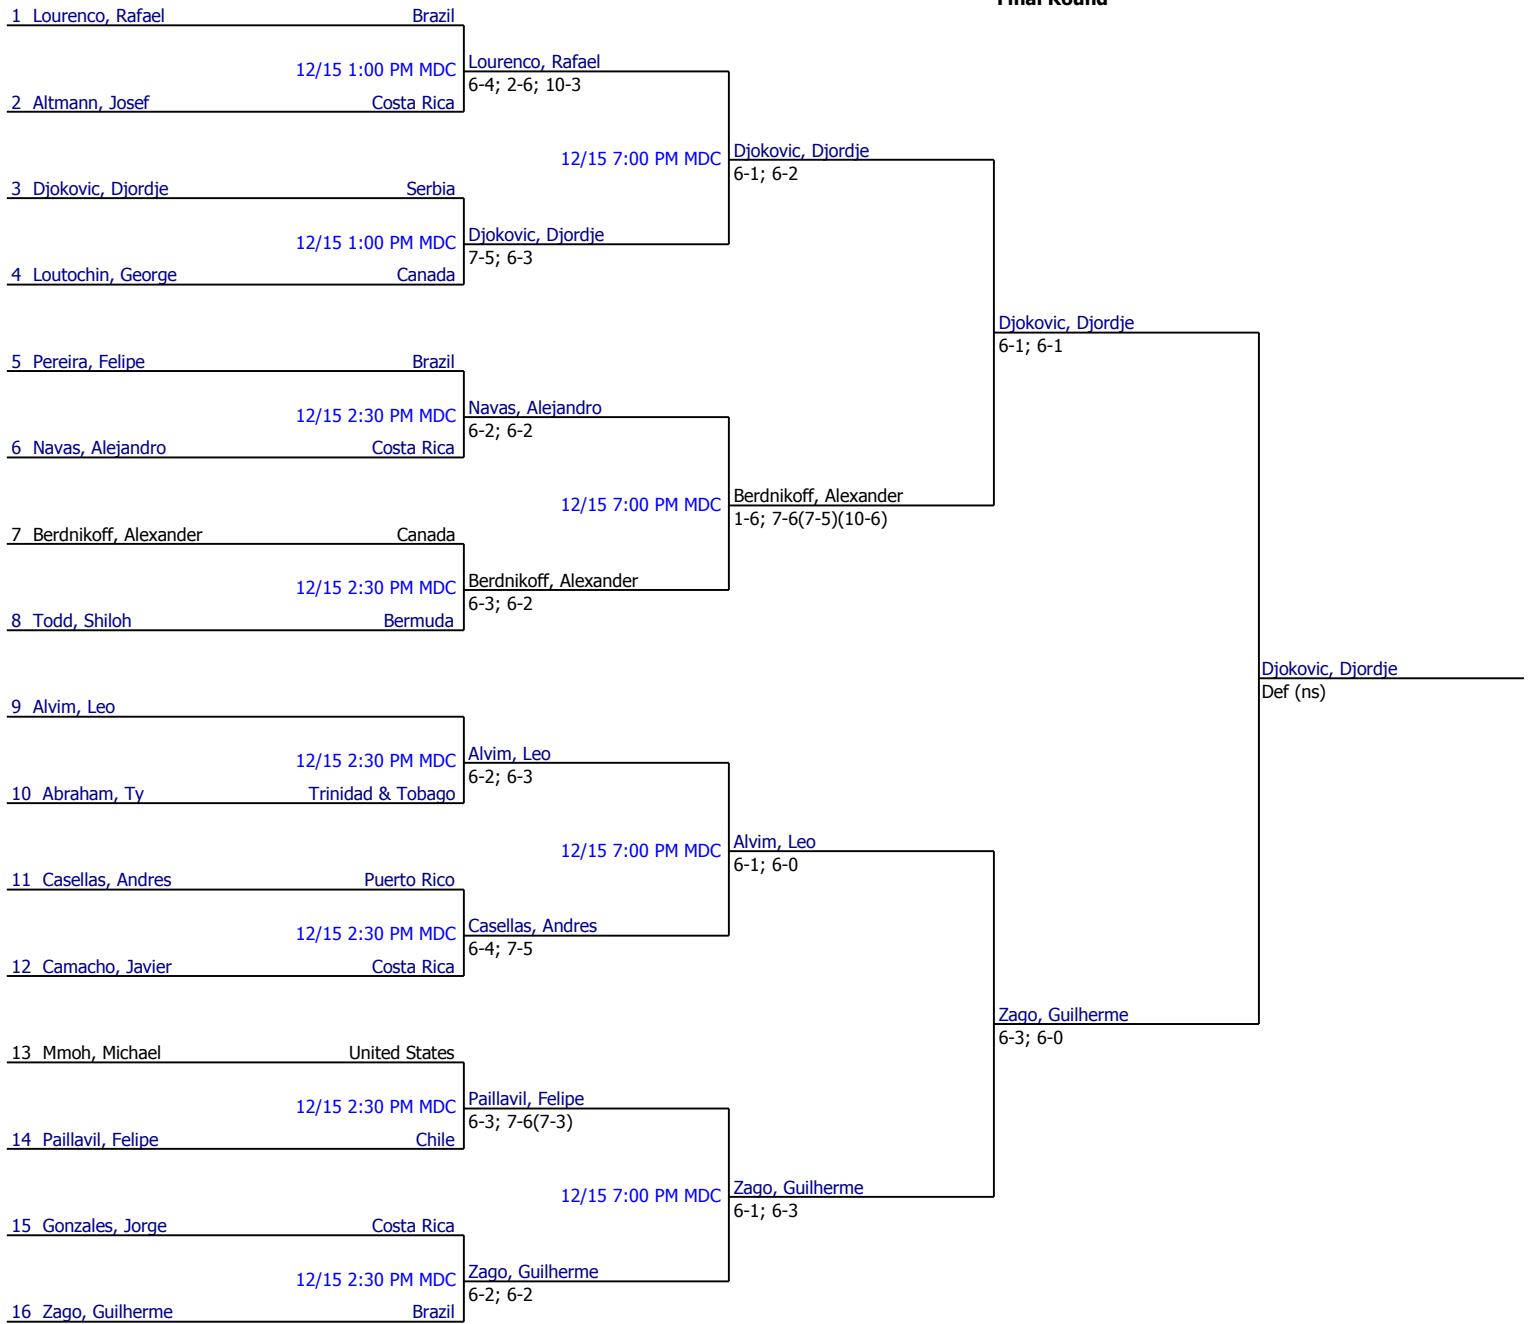 Final Round
1 Lourenco, Rafael Brazil
12/15 1:00 PM MDC
Lourenco, Rafael
6-4; 2-6; 10-3
2 Altmann, Josef Costa Rica
12/15 7:00 PM MDC
Djokovic, Djordje
6-1; 6-2
3 Djokovic, Djordje Serbia
12/15 1:00 PM MDC
Djokovic, Djordje
7-5; 6-3
4 Loutochin, George Canada
Djokovic, Djordje
6-1; 6-1
5 Pereira, Felipe Brazil
12/15 2:30 PM MDC
Navas, Alejandro
6-2; 6-2
6 Navas, Alejandro Costa Rica
12/15 7:00 PM MDC
Berdnikoff, Alexander
1-6; 7-6(7-5)(10-6)
7 Berdnikoff, Alexander Canada
12/15 2:30 PM MDC
Berdnikoff, Alexander
6-3; 6-2
8 Todd, Shiloh Bermuda
Djokovic, Djordje
Def (ns)
9 Alvim, Leo
12/15 2:30 PM MDC
Alvim, Leo
6-2; 6-3
10 Abraham, Ty Trinidad & Tobago
12/15 7:00 PM MDC
Alvim, Leo
6-1; 6-0
11 Casellas, Andres Puerto Rico
12/15 2:30 PM MDC
Casellas, Andres
6-4; 7-5
12 Camacho, Javier Costa Rica
Zago, Guilherme
6-3; 6-0
13 Mmoh, Michael United States
12/15 2:30 PM MDC
Paillavil, Felipe
6-3; 7-6(7-3)
14 Paillavil, Felipe Chile
12/15 7:00 PM MDC
Zago, Guilherme
6-1; 6-3
15 Gonzales, Jorge Costa Rica
12/15 2:30 PM MDC
Zago, Guilherme
6-2; 6-2
16 Zago, Guilherme Brazil